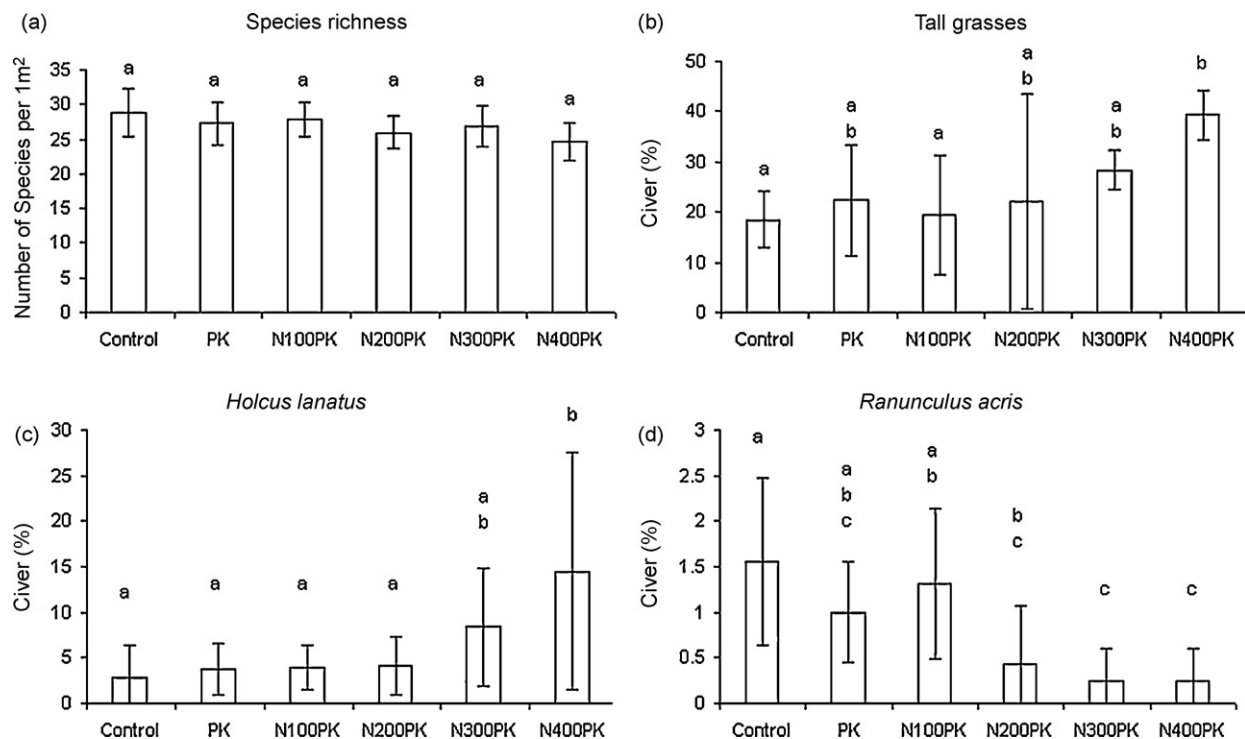 (a) Species richness
Number of Species per 1m²
35
30
25
20
15
10
5
0
a a a a a a
Control PK N100PK N200PK N300PK N400PK
(b) Tall grasses
Civer (%)
50
40
30
20
10
0
a
a
b
a
a
b
a
b
b
Control PK N100PK N200PK N300PK N400PK
(c) Holcus lanatus
Civer (%)
30
25
20
15
10
5
0
a a a a
a
b
b
Control PK N100PK N200PK N300PK N400PK
(d) Ranunculus acris
Civer (%)
3
2.5
2
1.5
1
0.5
0
a
a
b
c
a
b
b
c
c
c
Control PK N100PK N200PK N300PK N400PK